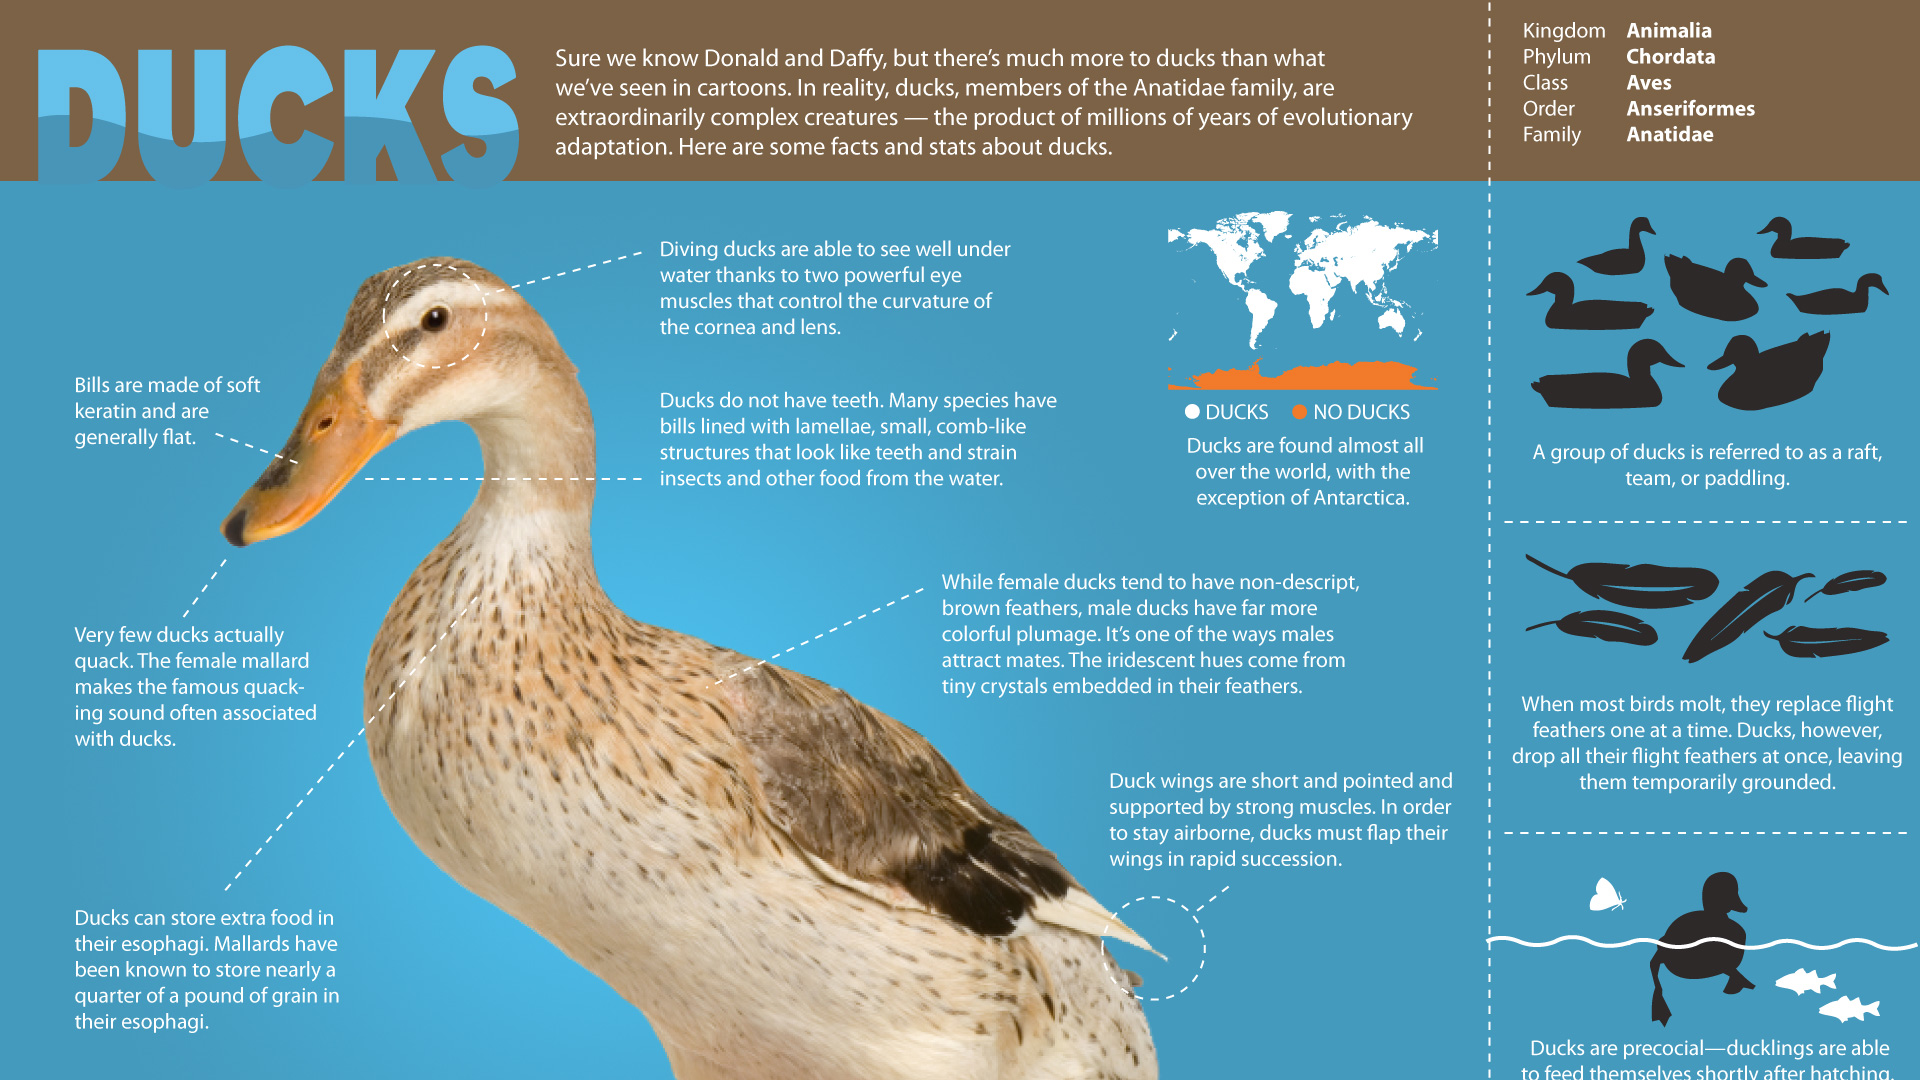 DUCKS
Sure we know Donald and Daffy, but there's much more to ducks than what
we've seen in cartoons. In reality, ducks, members of the Anatidae family, are
extraordinarily complex creatures — the product of millions of years of evolutionary
adaptation. Here are some facts and stats about ducks.
Kingdom Animalia
Phylum Chordata
Class Aves
Order Anseriformes
Family Anatidae
Diving ducks are able to see well under
water thanks to two powerful eye
muscles that control the curvature of
the cornea and lens.
Bills are made of soft
keratin and are
generally flat.
Ducks do not have teeth. Many species have
bills lined with lamellae, small, comb-like
structures that look like teeth and strain
insects and other food from the water.
DUCKS NO DUCKS
Ducks are found almost all
over the world, with the
exception of Antarctica.
A group of ducks is referred to as a raft,
team, or paddling.
While female ducks tend to have non-descript,
brown feathers, male ducks have far more
colorful plumage. It's one of the ways males
attract mates. The iridescent hues come from
tiny crystals embedded in their feathers.
Very few ducks actually
quack. The female mallard
makes the famous quack-
ing sound often associated
with ducks.
When most birds molt, they replace flight
feathers one at a time. Ducks, however,
drop all their flight feathers at once, leaving
them temporarily grounded.
Duck wings are short and pointed and
supported by strong muscles. In order
to stay airborne, ducks must flap their
wings in rapid succession.
Ducks can store extra food in
their esophagi. Mallards have
been known to store nearly a
quarter of a pound of grain in
their esophagi.
Ducks are precocial—ducklings are able
to feed themselves shortly after hatching.